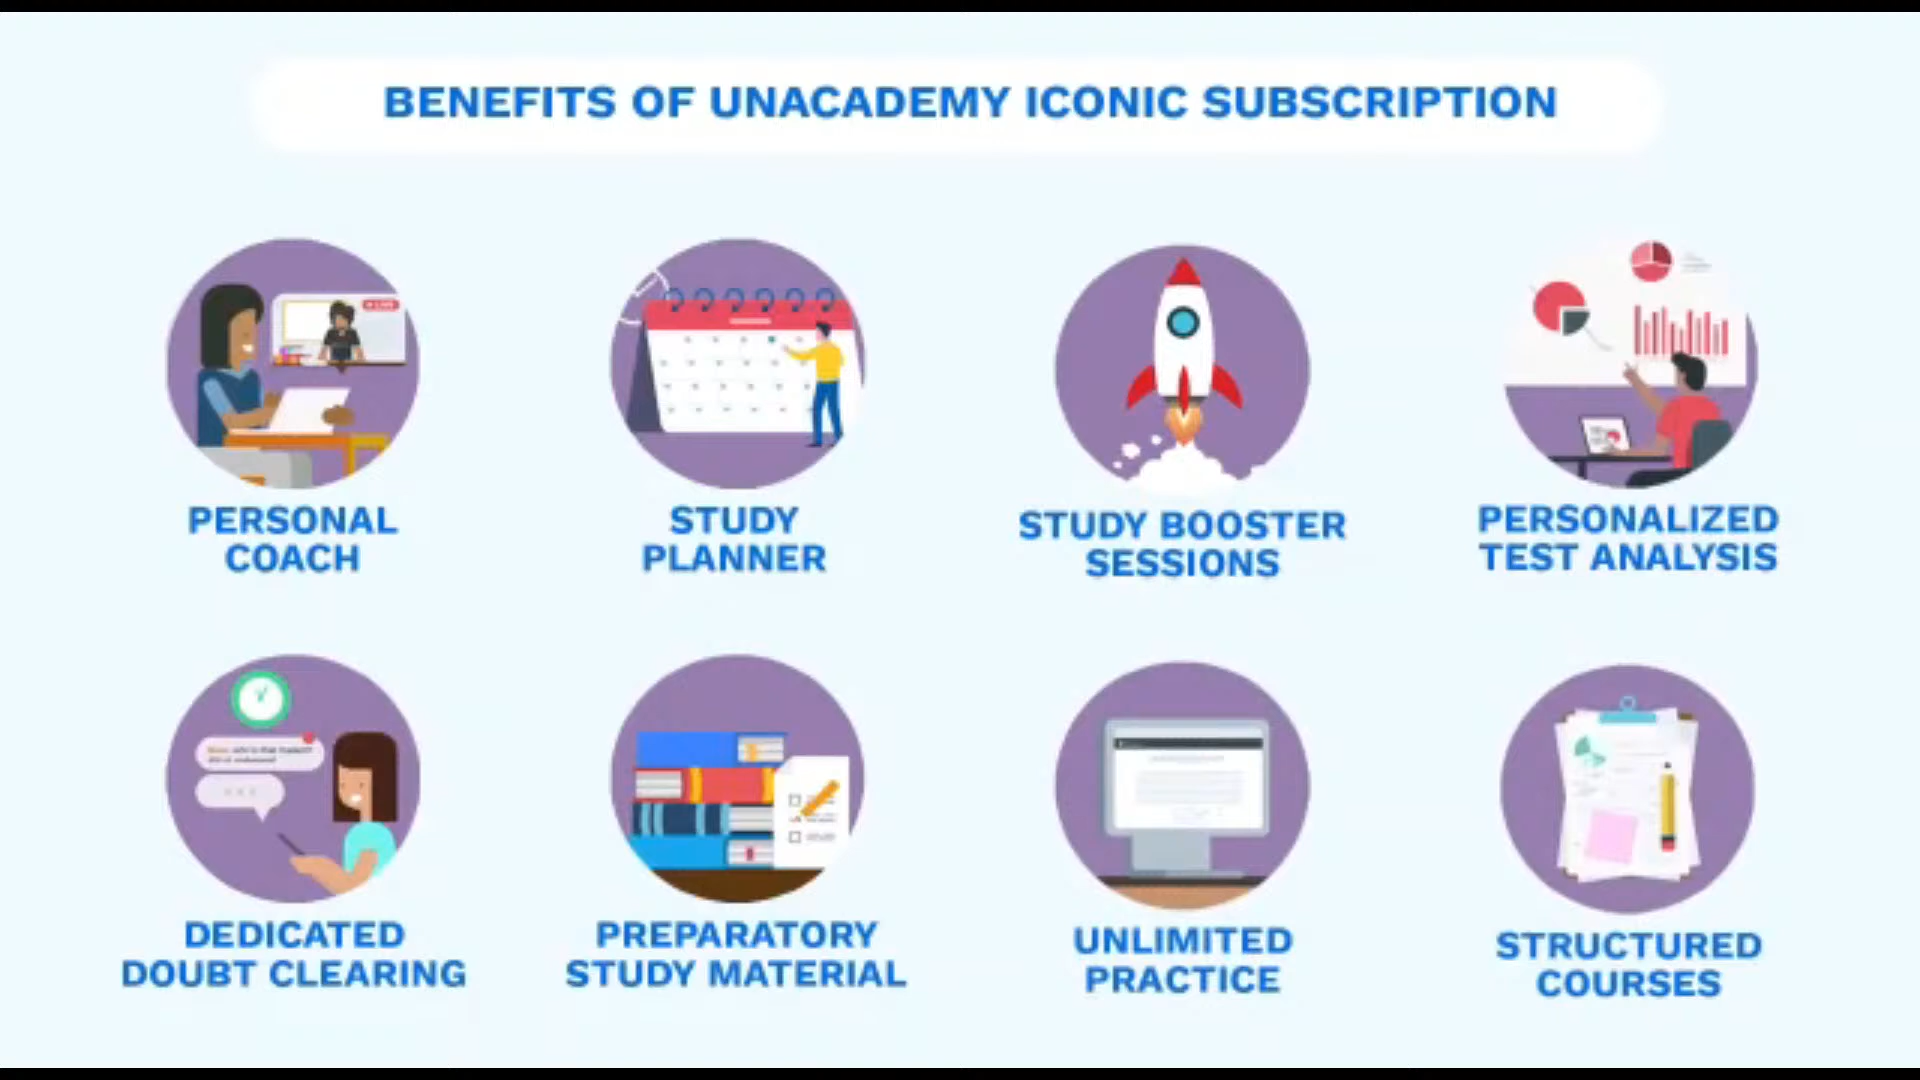 BENEFITS OF UNACADEMY ICONIC SUBSCRIPTION
PERSONAL
COACH
STUDY
PLANNER
STUDY BOOSTER
SESSIONS
PERSONALIZED
TEST ANALYSIS
DEDICATED
DOUBT CLEARING
PREPARATORY
STUDY MATERIAL
UNLIMITED
PRACTICE
STRUCTURED
COURSES